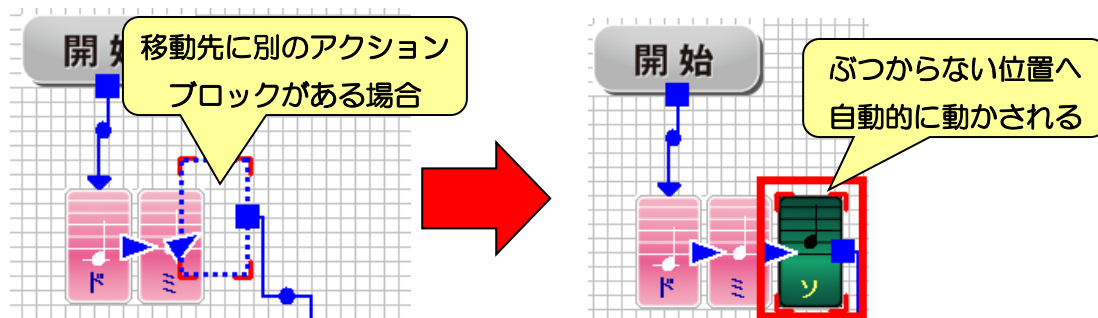 開始
移動先に別のアクション
ブロックがある場合
ド
ミ
開始
ぶつからない位置へ
自動的に動かされる
ド
ミ
ソ